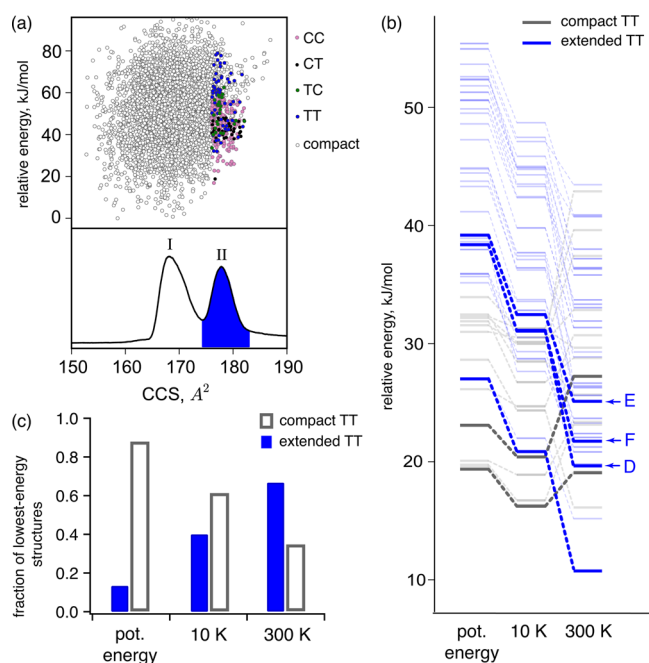 (a)
relative energy, kJ/mol
80
60
40
20
0
CC
CT
TC
TT
compact
I
II
150
160
170
180
190
CCS, A²
(b)
compact TT
extended TT
relative energy, kJ/mol
50
40
30
20
10
E
F
D
pot.
energy
10 K
300 K
(c)
compact TT
extended TT
fraction of lowest-energy
structures
1.0
0.8
0.6
0.4
0.2
0.0
pot.
energy
10 K
300 K